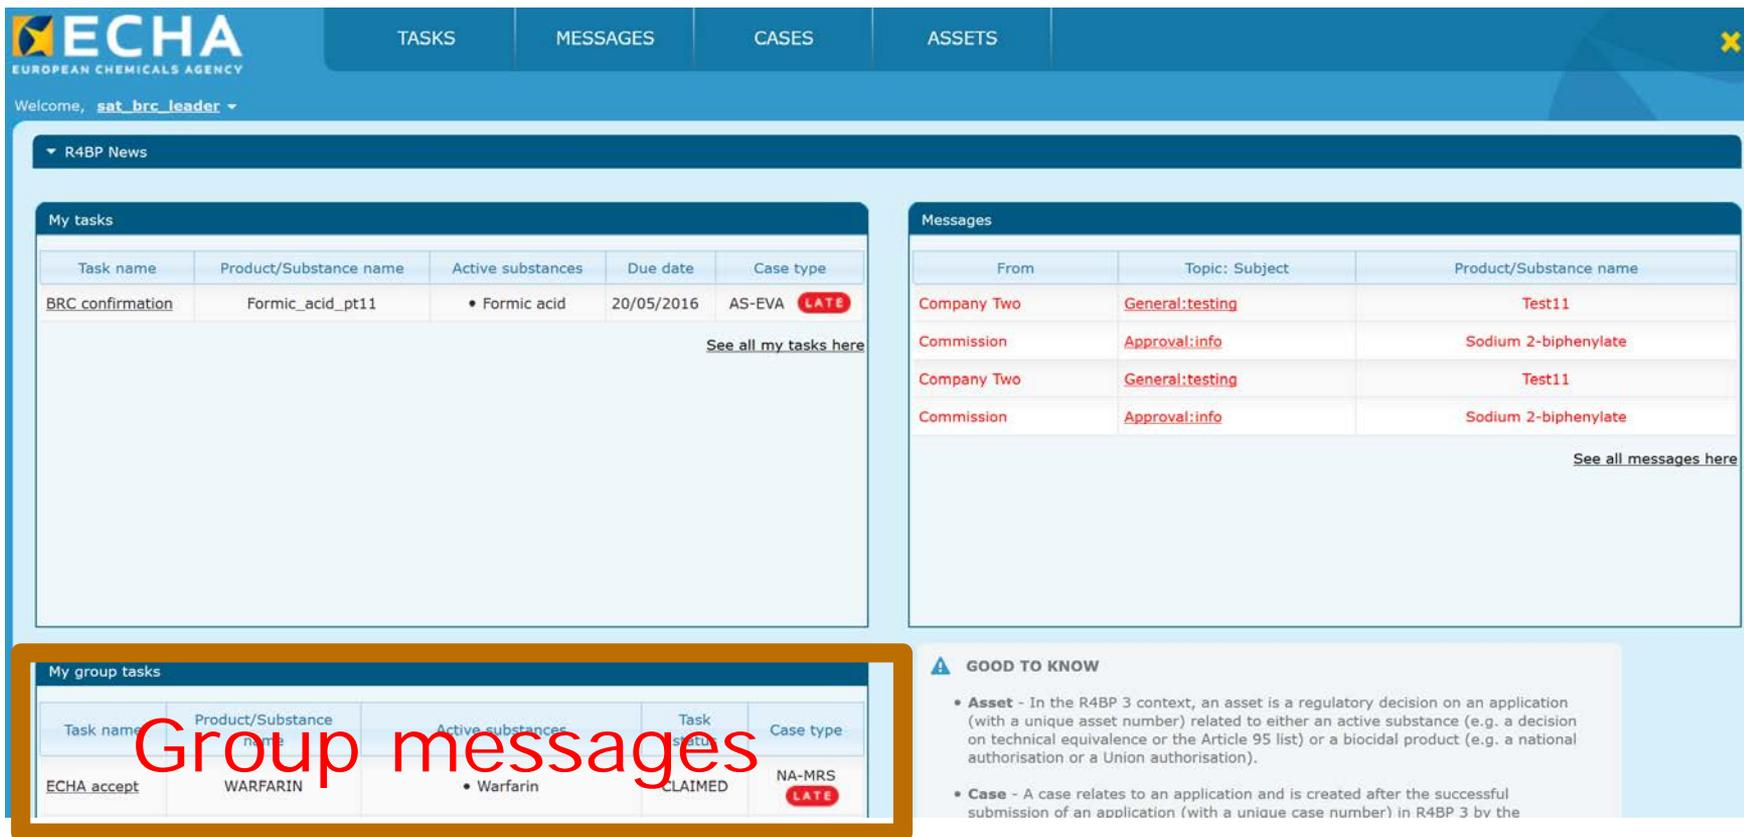 ECHA
EUROPEAN CHEMICALS AGENCY
TASKS MESSAGES CASES ASSETS
Welcome, sat_brc_leader
R4BP News
My tasks
Task name Product/Substance name Active substances Due date Case type
BRC confirmation Formic_acid_pt11 • Formic acid 20/05/2016 AS-EVA LATE
See all my tasks here
Messages
From Topic: Subject Product/Substance name
Company Two General:testing Test11
Commission Approval:info Sodium 2-biphenylate
Company Two General:testing Test11
Commission Approval:info Sodium 2-biphenylate
See all messages here
My group tasks
Task name Product/Substance name Active substances Task status Case type
ECHA accept WARFARIN • Warfarin CLAIMED NA-MRS LATE
Group messages
GOOD TO KNOW
• Asset - In the R4BP 3 context, an asset is a regulatory decision on an application
(with a unique asset number) related to either an active substance (e.g. a decision
on technical equivalence or the Article 95 list) or a biocidal product (e.g. a national
authorisation or a Union authorisation).
• Case - A case relates to an application and is created after the successful
submission of an application (with a unique case number) in R4BP 3 by the